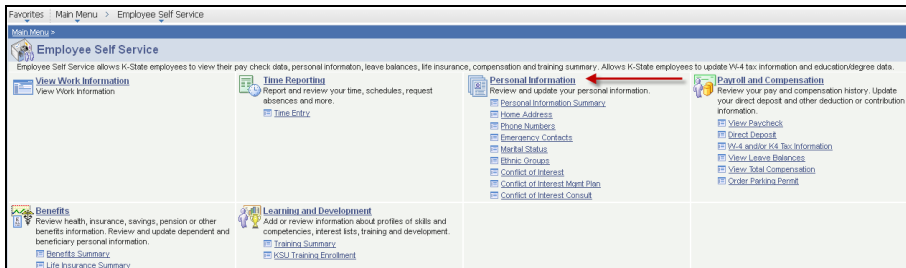 Favorites Main Menu > Employee Self Service
Main Menu >
Employee Self Service
Employee Self Service allows K-State employees to view their pay check data, personal informaton, leave balances, life insurance, compensation and training summary. Allows K-State employees to update W-4 tax information and education/degree data.
View Work Information
View Work Information
Time Reporting
Report and review your time, schedules, request
absences and more.
Time Entry
Personal Information
Review and update your personal information.
Personal Information Summary
Home Address
Phone Numbers
Emergency Contacts
Marital Status
Ethnic Groups
Conflict of Interest
Conflict of Interest Mgmt Plan
Conflict of Interest Consult
Payroll and Compensation
Review your pay and compensation history. Update
your direct deposit and other deduction or contribution
information.
View Paycheck
Direct Deposit
W-4 and/or K4 Tax Information
View Leave Balances
View Total Compensation
Order Parking Permit
Benefits
Review health, insurance, savings, pension or other
benefits information. Review and update dependent and
beneficiary personal information.
Benefits Summary
Life Insurance Summary
Learning and Development
Add or review information about profiles of skills and
competencies, interest lists, training and development.
Training Summary
KSU Training Enrollment